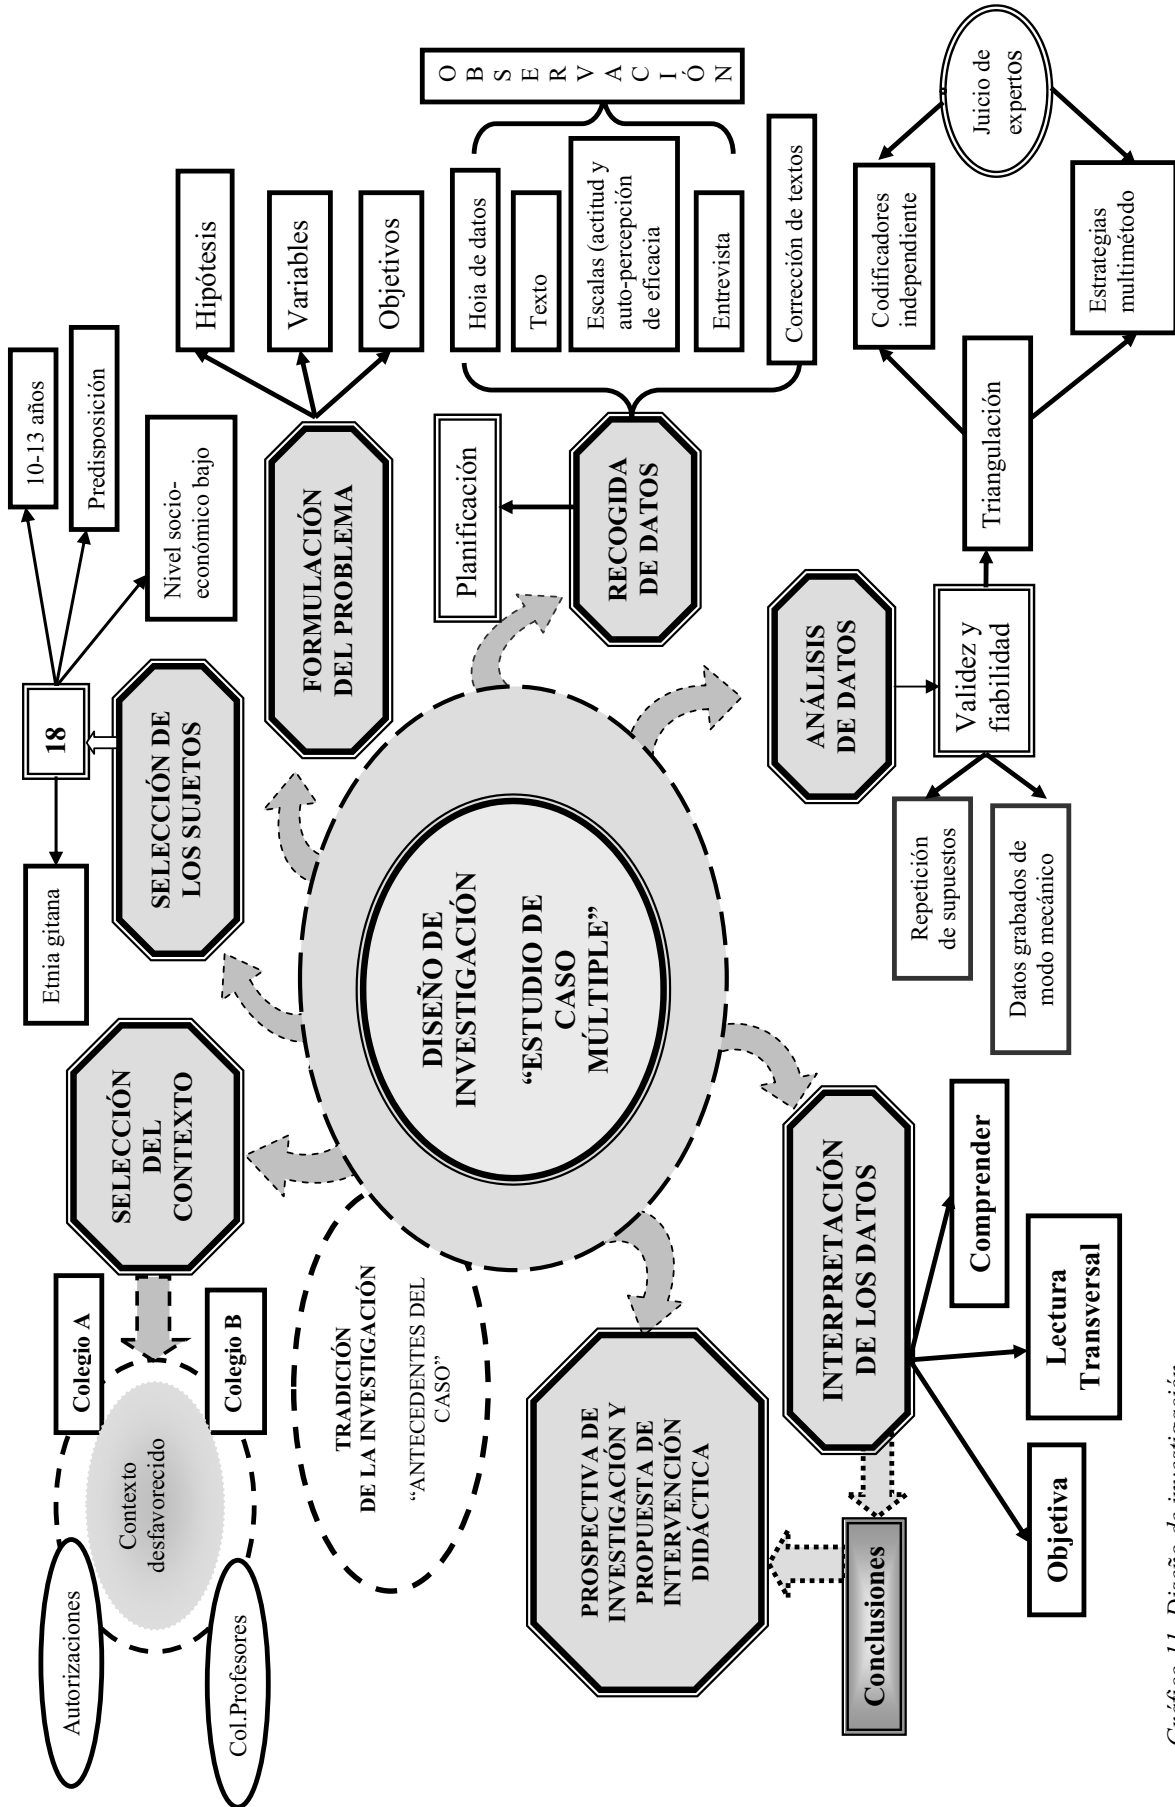 Autorizaciones
Col.Profesores
Contexto
desfavorecido
Colegio A
Colegio B
SELECCIÓN
DEL
CONTEXTO
Etnia gitana
18
SELECCIÓN DE
LOS SUJETOS
10-13 años
Predisposición
Nivel socio-
económico bajo
TRADICIÓN
DE LA INVESTIGACIÓN
“ANTECEDENTES DEL
CASO”
DISEÑO DE
INVESTIGACIÓN
“ESTUDIO DE
CASO
MÚLTIPLE”
FORMULACIÓN
DEL PROBLEMA
Hipótesis
Variables
Objetivos
Planificación
RECOGIDA
DE DATOS
Hoja de datos
Texto
Escalas (actitud y
auto-percepción
de eficacia
Entrevista
Corrección de textos
O
B
S
E
R
V
A
C
I
Ó
N
PROSPECTIVA DE
INVESTIGACIÓN Y
PROPUESTA DE
INTERVENCIÓN
DIDÁCTICA
Conclusiones
INTERPRETACIÓN
DE LOS DATOS
Objetiva
Lectura
Transversal
Comprender
ANÁLISIS
DE DATOS
Validez y
fiabilidad
Repetición
de supuestos
Datos grabados de
modo mecánico
Triangulación
Codificadores
independiente
Estrategias
multimétodo
Juicio de
expertos
Gráfico 11. Diseño de investigación